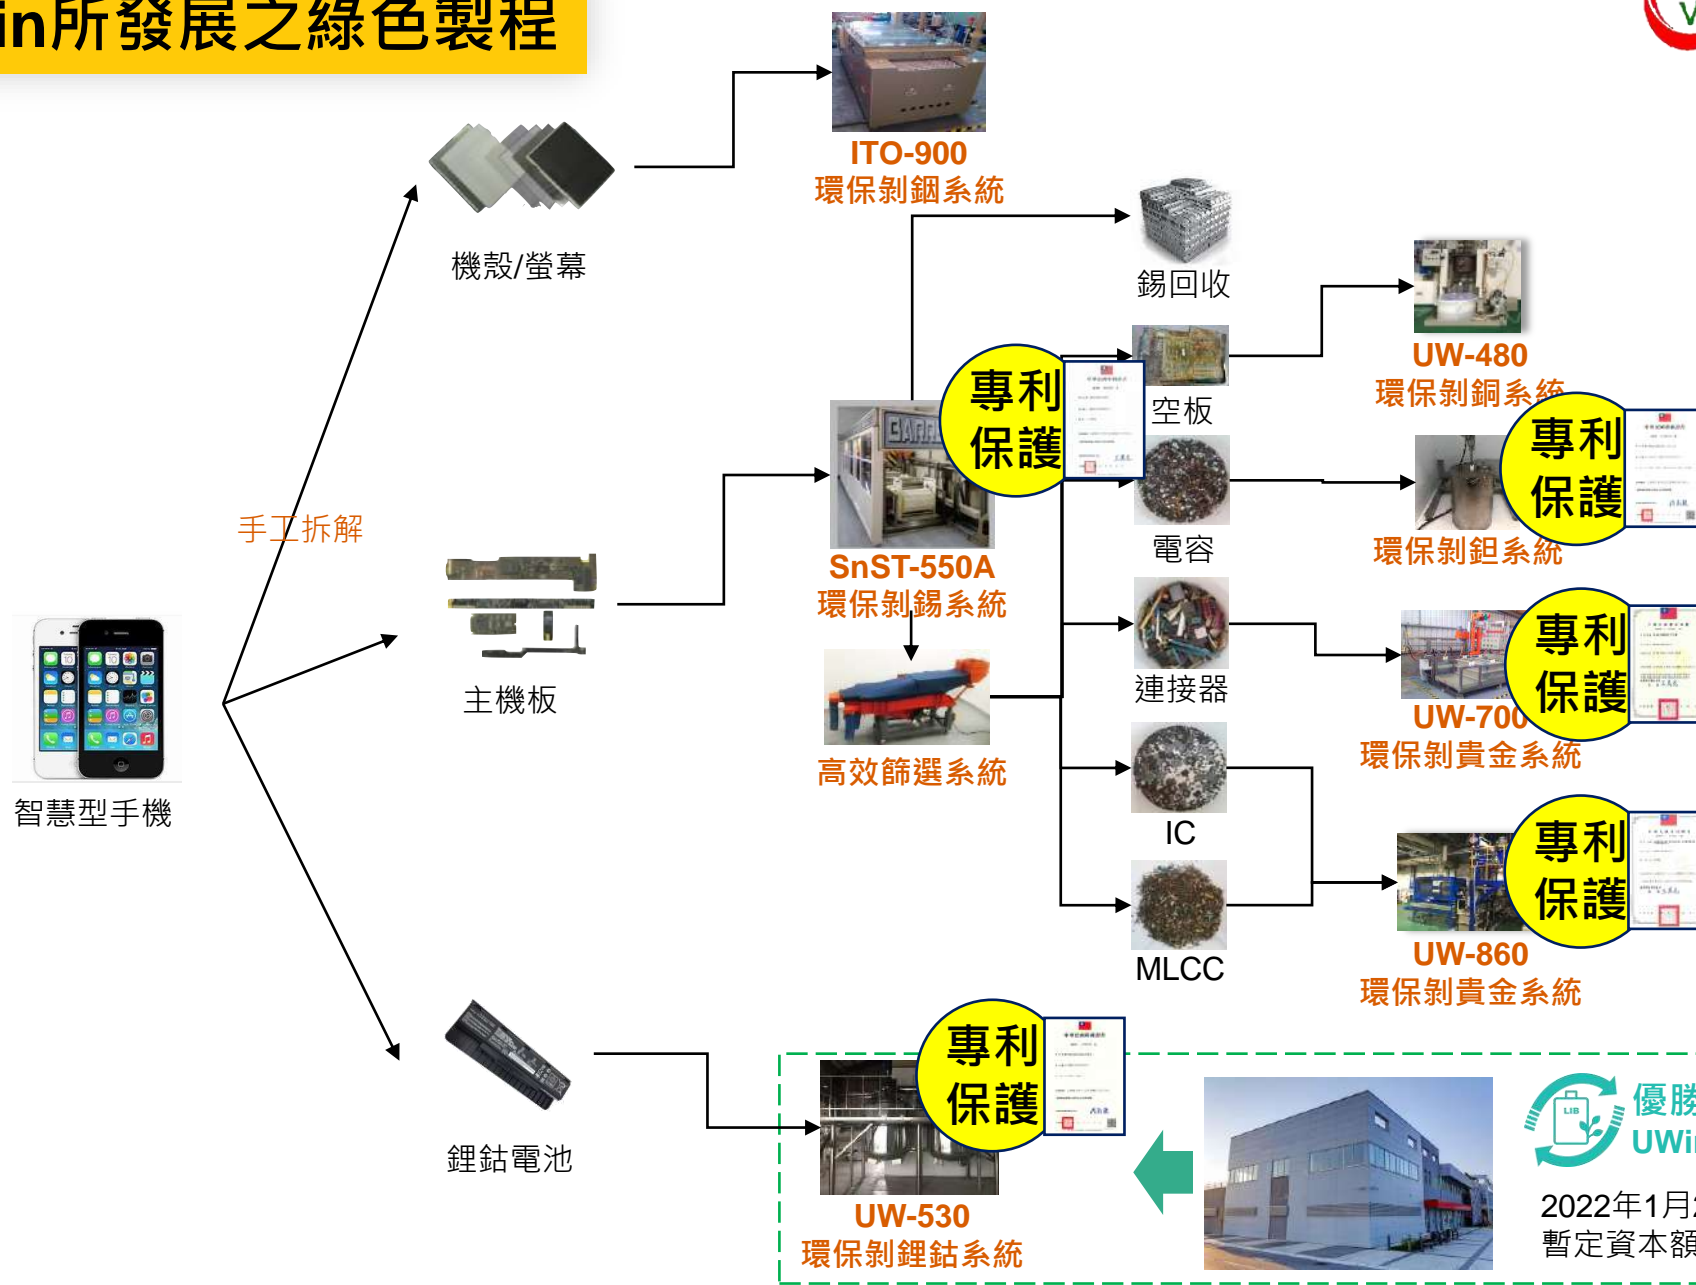 in所發展之綠色製程
ITO-900
環保剝錮系統
機殼/螢幕
錫回收
UW-480
環保剝銅系統
空板
專利
保護
專利
保護
手工拆解
電容
環保剝鉭系統
SnST-550A
環保剝錫系統
專利
保護
主機板
連接器
UW-700
環保剝貴金系統
高效篩選系統
智慧型手機
IC
專利
保護
MLCC
UW-860
環保剝貴金系統
專利
保護
鋰鈷電池
LIB
優勝
UWin
UW-530
環保剝鋰鈷系統
2022年1月
暫定資本額